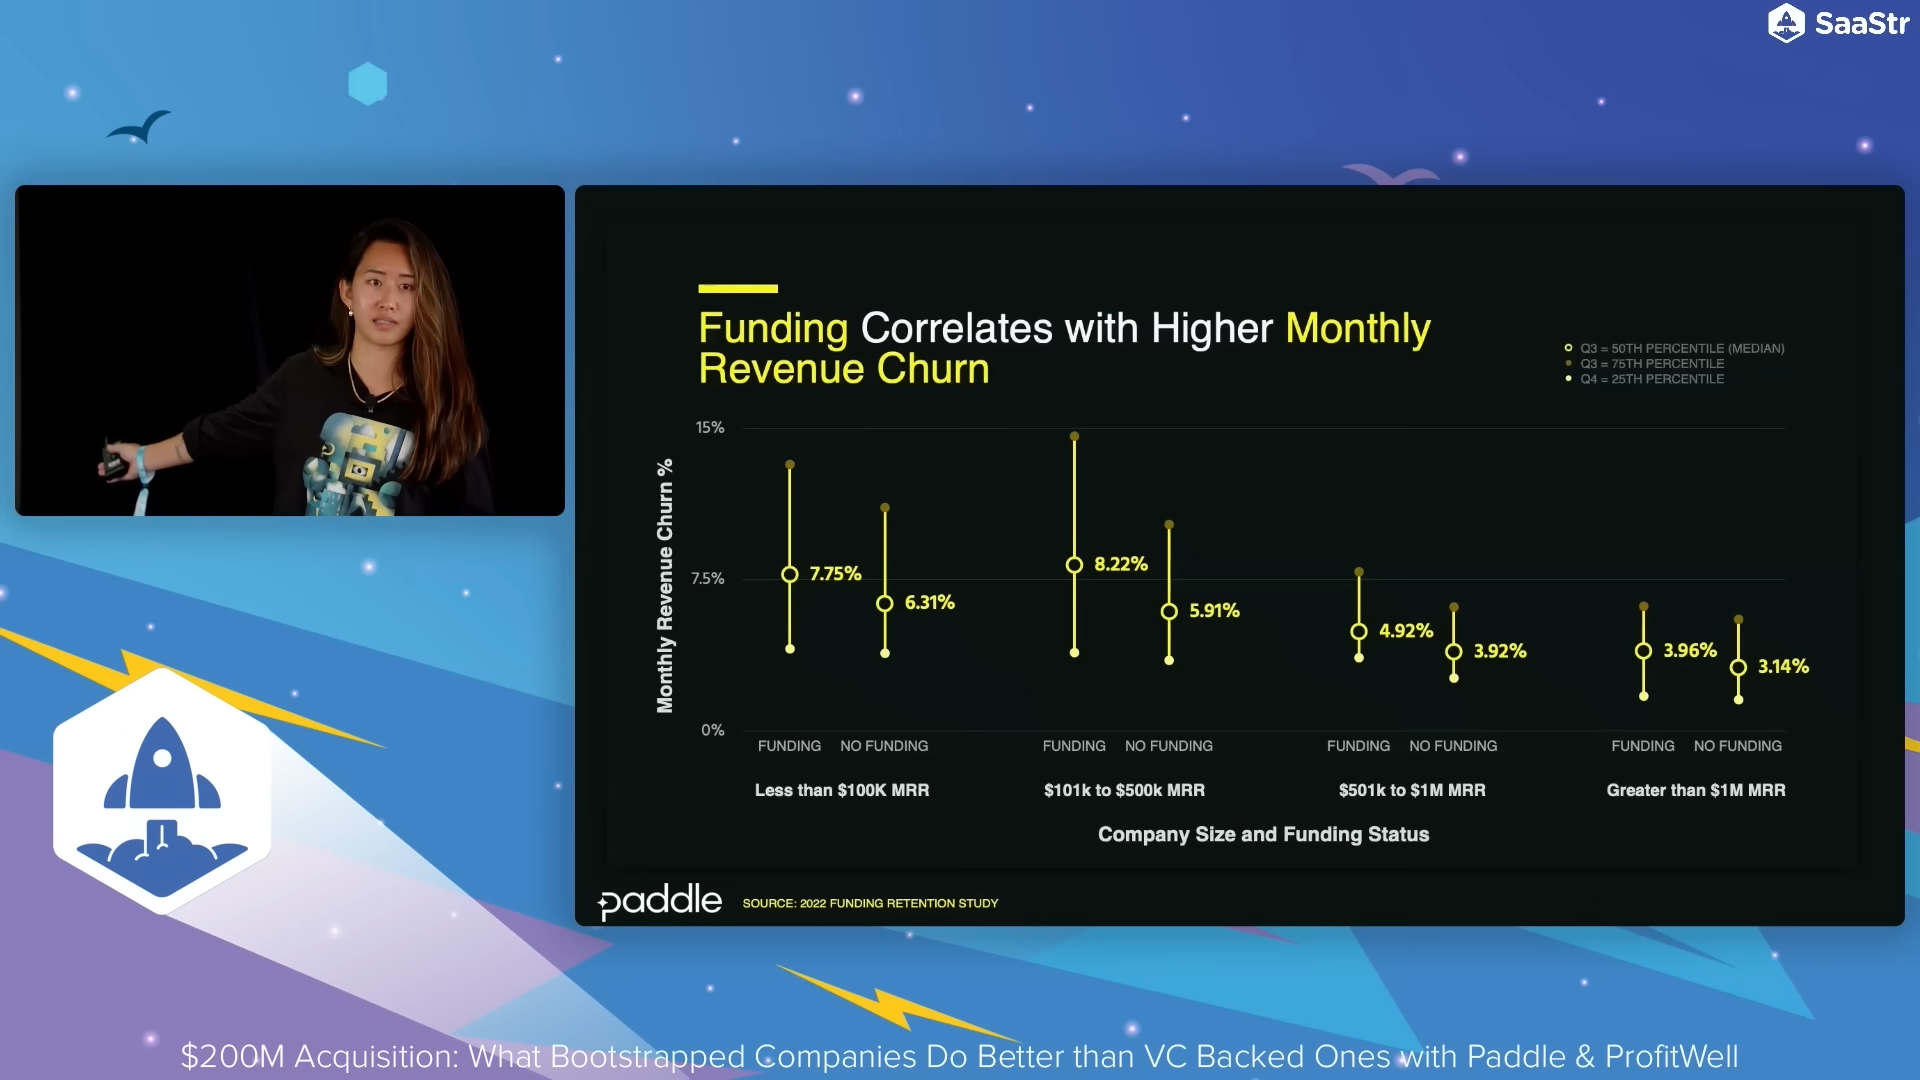 SaaStr
Funding Correlates with Higher Monthly
Revenue Churn
Q3 = 50TH PERCENTILE (MEDIAN)
Q3 = 75TH PERCENTILE
Q4 = 25TH PERCENTILE
Monthly Revenue Churn %
15%
7.5%
0%
7.75%
6.31%
8.22%
5.91%
4.92%
3.92%
3.96%
3.14%
FUNDING NO FUNDING FUNDING NO FUNDING FUNDING NO FUNDING FUNDING NO FUNDING
Less than $100K MRR $101k to $500k MRR $501k to $1M MRR Greater than $1M MRR
Company Size and Funding Status
paddle SOURCE: 2022 FUNDING RETENTION STUDY
$200M Acquisition: What Bootstrapped Companies Do Better than VC Backed Ones with Paddle & ProfitWell